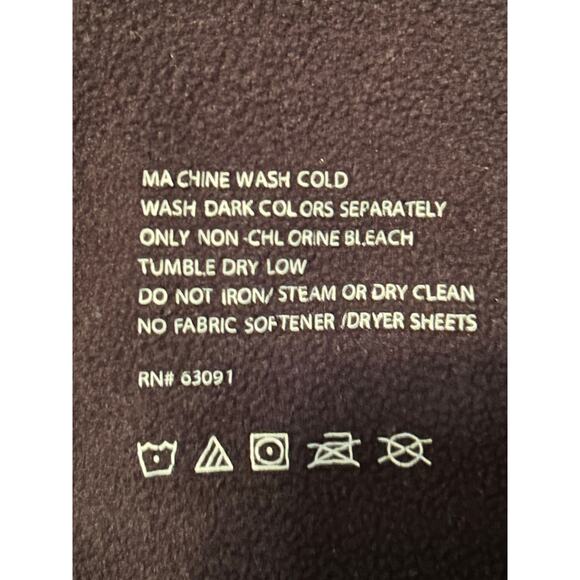 MACHINE WASH COLD
WASH DARK COLORS SEPARATELY
ONLY NON-CHLORINE BLEACH
TUMBLE DRY LOW
DO NOT IRON/ STEAM OR DRY CLEAN
NO FABRIC SOFTENER /DRYER SHEETS
RN# 63091